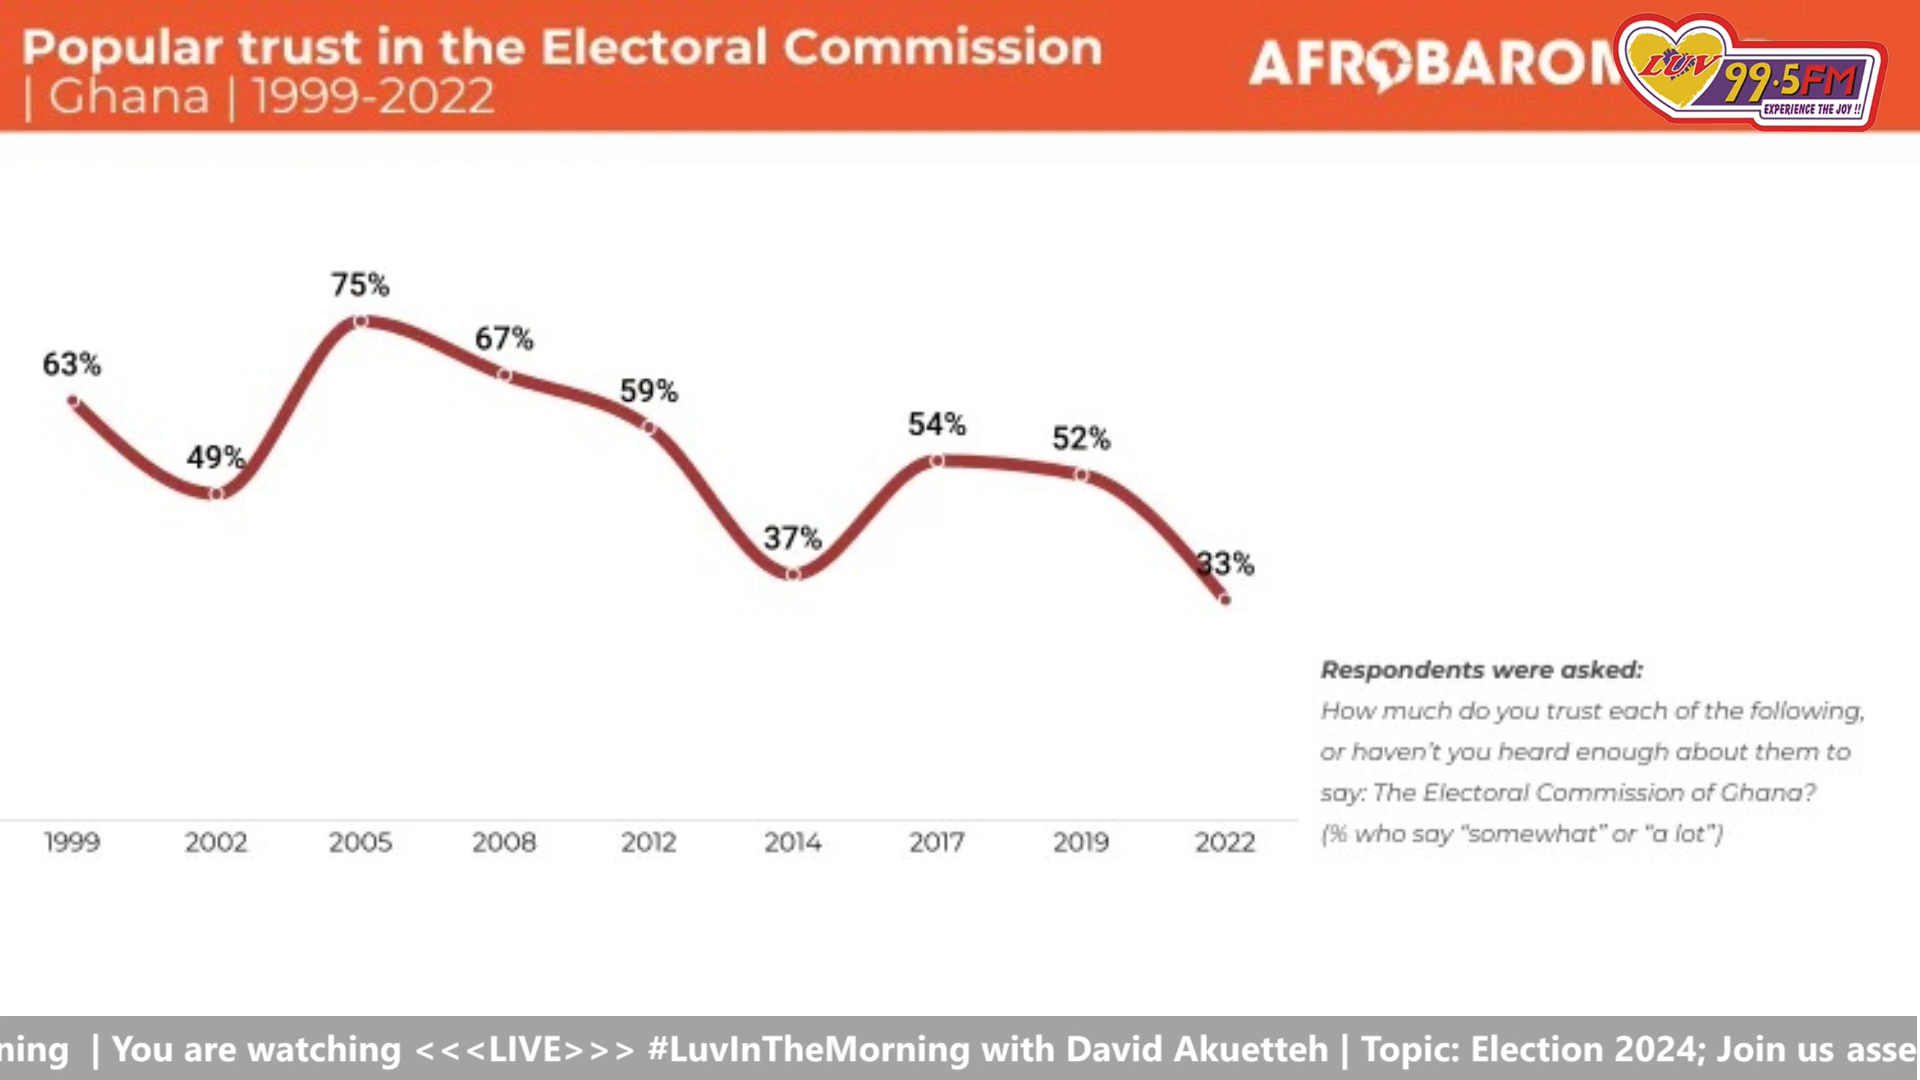 Popular trust in the Electoral Commission
| Ghana | 1999-2022
AFROBAROM
LUV
99.5FM
EXPERIENCE THE JOY !!
75%
67%
63%
59%
54%
52%
49%
37%
33%
Respondents were asked:
How much do you trust each of the following,
or haven't you heard enough about them to
say: The Electoral Commission of Ghana?
(% who say "somewhat" or "a lot")
1999 2002 2005 2008 2012 2014 2017 2019 2022
ning | You are watching <<<LIVE>>> #LuvInTheMorning with David Akuetteh | Topic: Election 2024; Join us asse